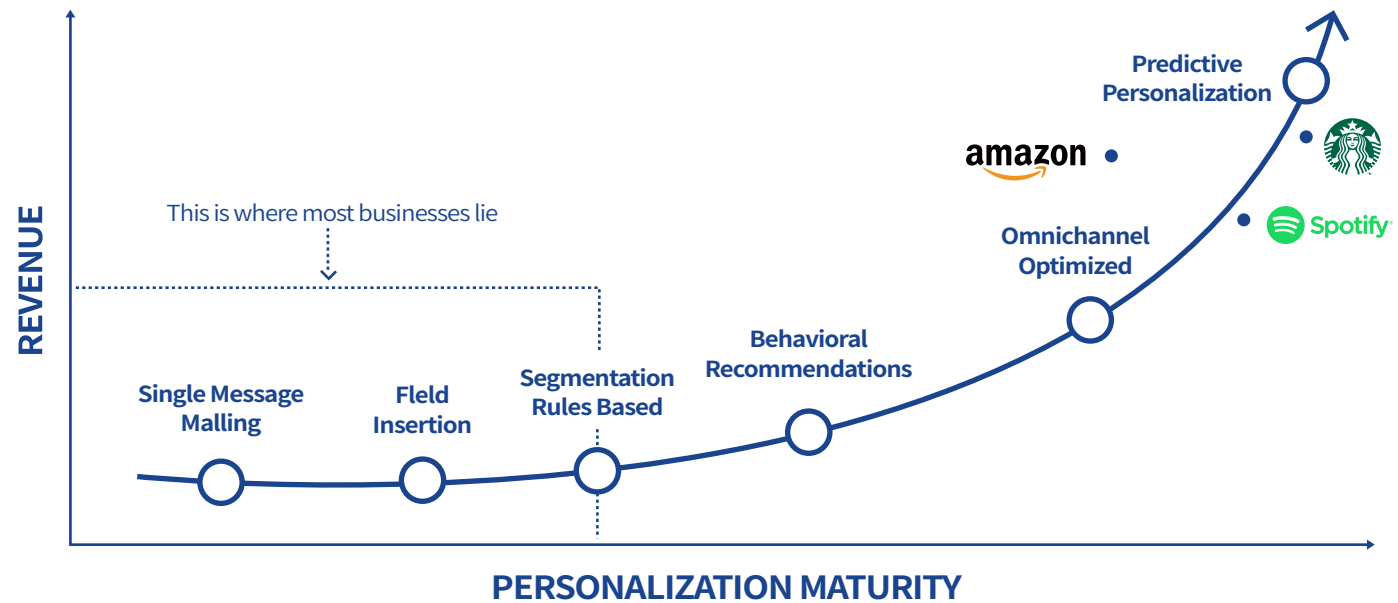 Predictive
Personalization
amazon
Spotify®
This is where most businesses lie
Omnichannel
Optimized
REVENUE
Behavioral
Recommendations
Segmentation
Rules Based
Single Message
Malling
FIeld
Insertion
PERSONALIZATION MATURITY